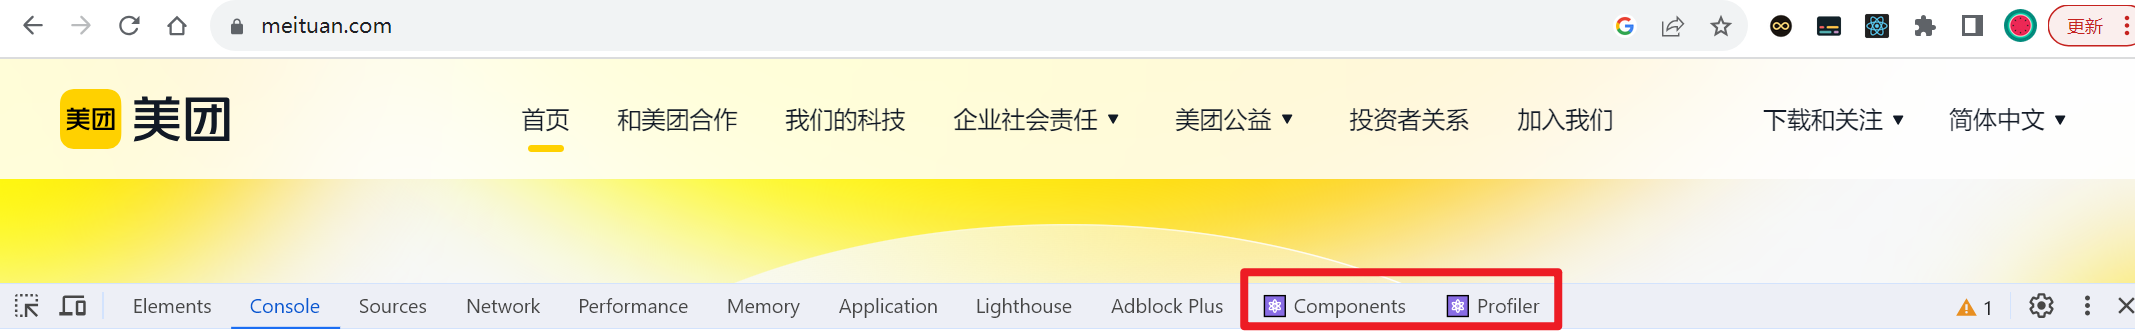 meituan.com 更新
美团 美团 首页 和美团合作 我们的科技 企业社会责任 美团公益 投资者关系 加入我们 下载和关注 简体中文
Elements Console Sources Network Performance Memory Application Lighthouse Adblock Plus Components Profiler 1